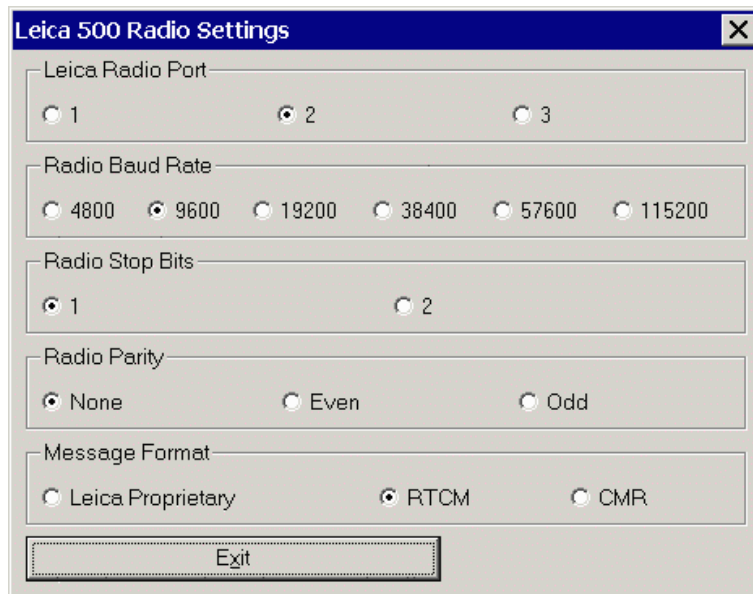 Leica 500 Radio Settings
Leica Radio Port
1 2 3
Radio Baud Rate
4800 9600 19200 38400 57600 115200
Radio Stop Bits
1 2
Radio Parity
None Even Odd
Message Format
Leica Proprietary RTCM CMR
Exit